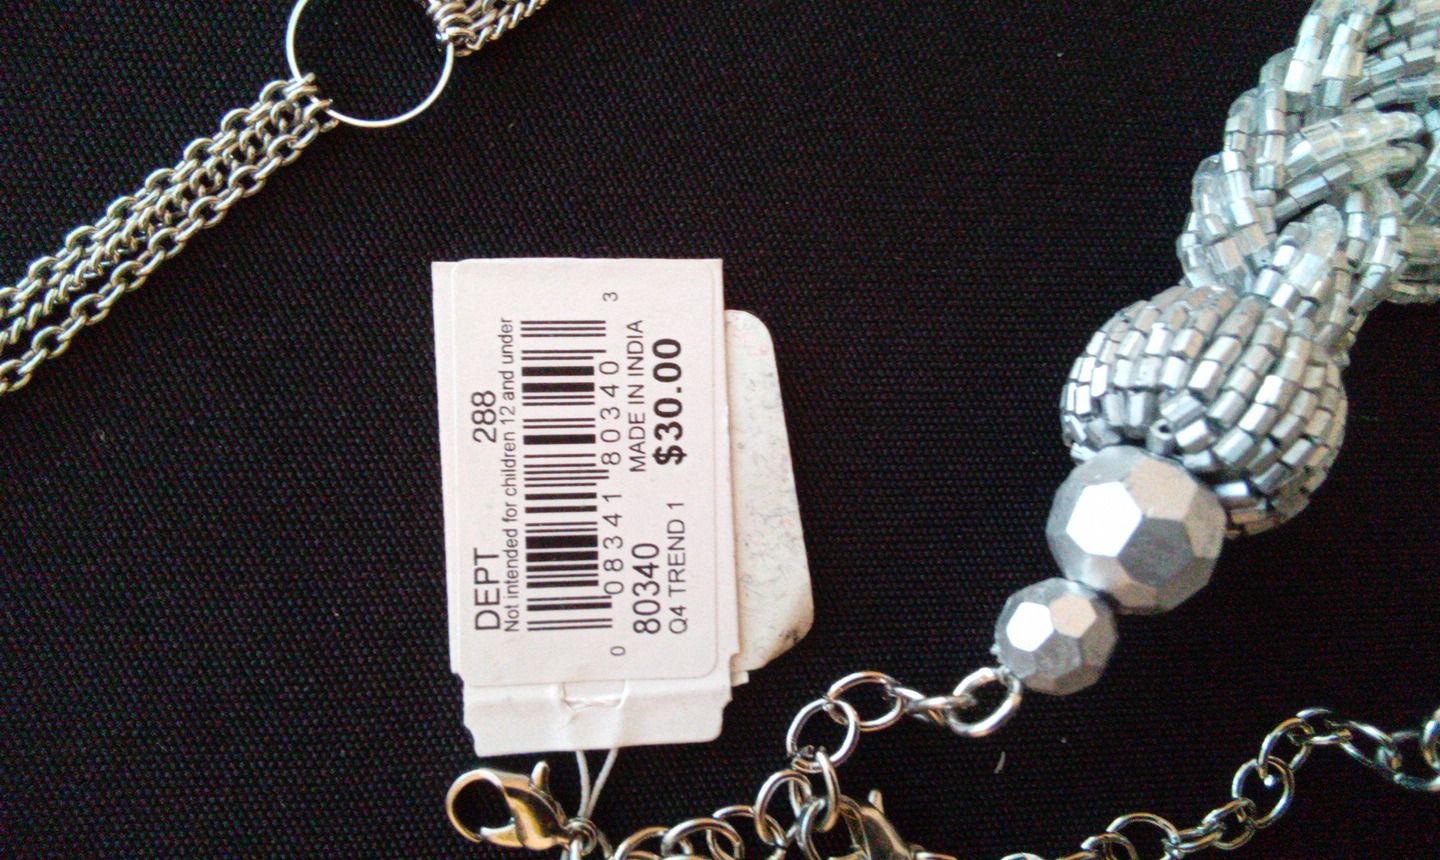 DEPT 288
Not intended for children 12 and under
0 08341 80340 3
80340 MADE IN INDIA
Q4 TREND 1 $30.00